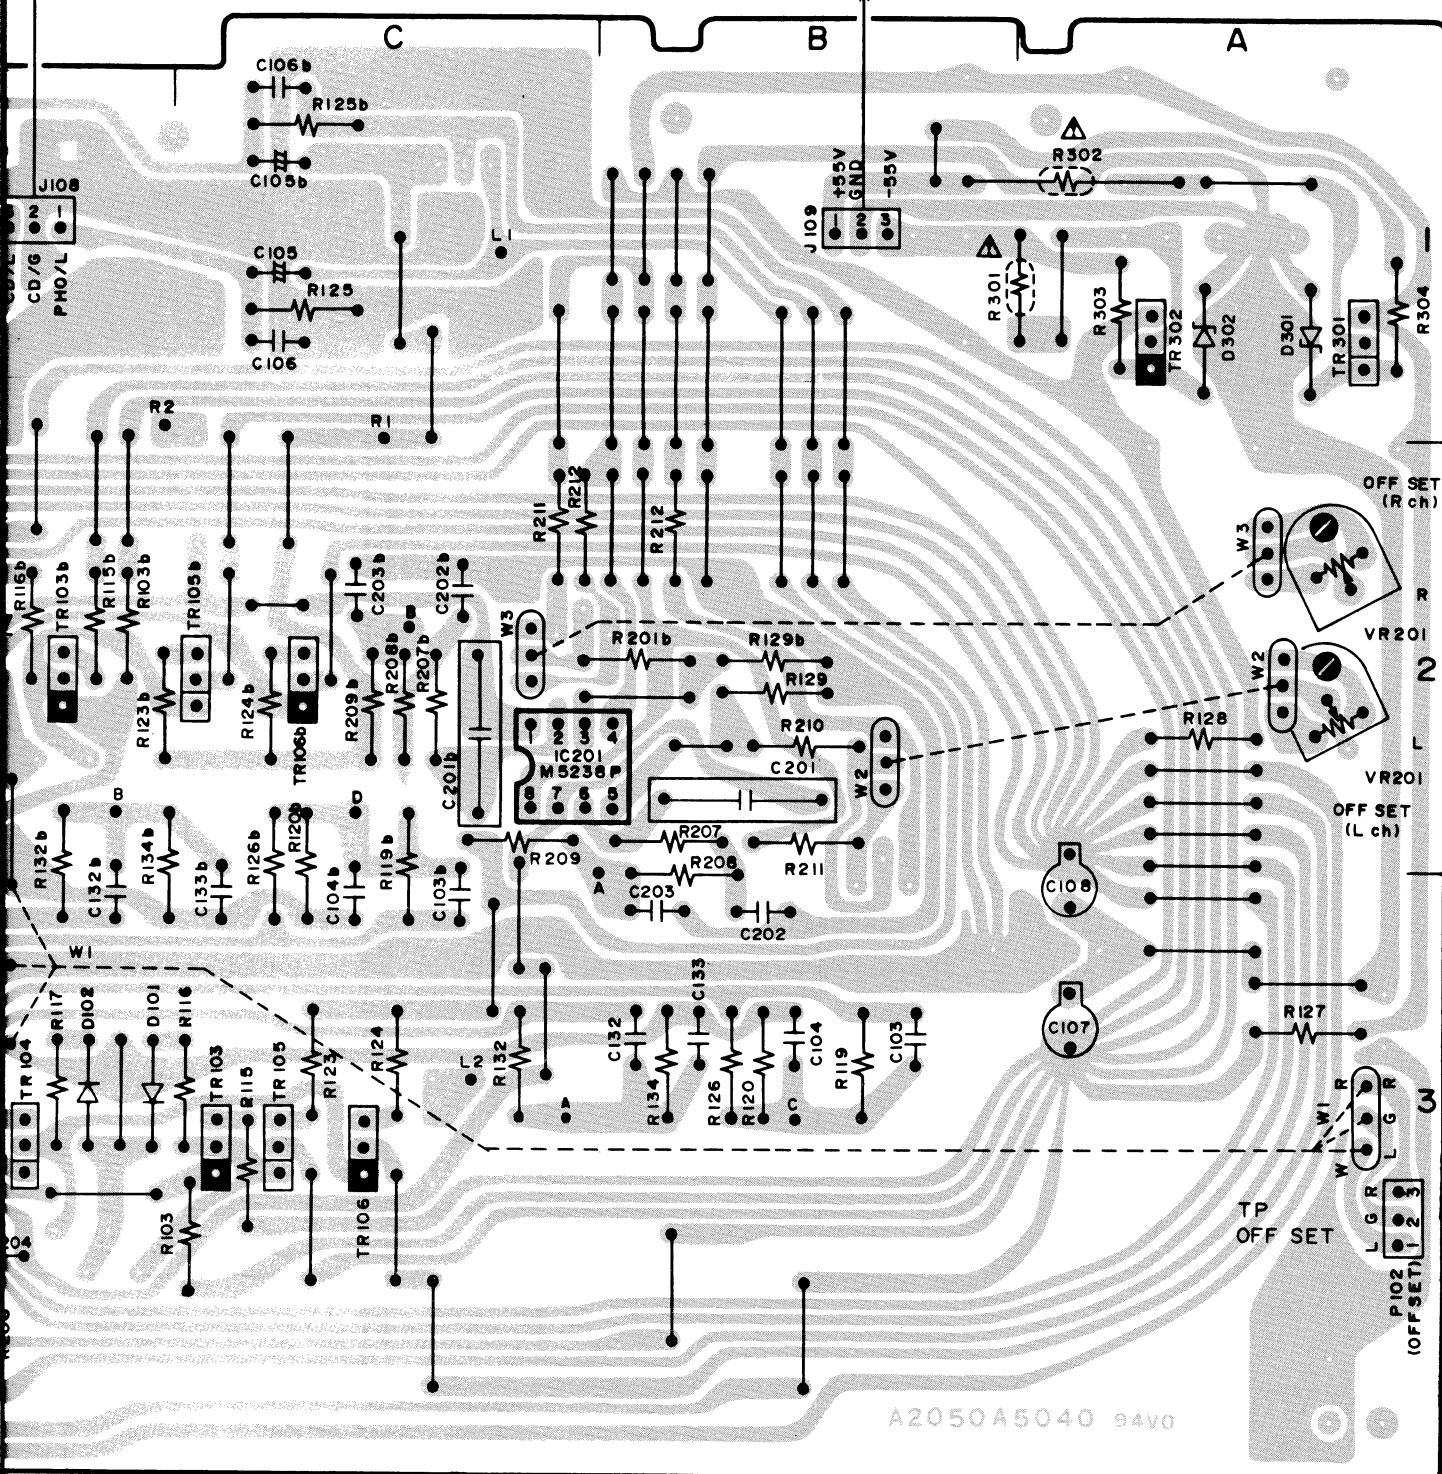 C
B
A
C106b
R125b
C105b
J108
2
1
CD/G
PHO/L
C105
R125
C106
L1
+55V
GND
-55V
J109
1
2
3
R302
R301
R303
TR302
D302
D301
TR301
R304
1
R2
R1
R211
R212
R212
OFF SET
(R ch)
W3
R
VR201
R116b
TR103b
R115b
R103b
TR105b
C203b
C202b
B
W3
R201b
R129b
R129
R123b
R124b
TR106b
R209b
R208b
R207b
C201b
1
2
3
4
IC201
M5238P
8
7
6
5
R210
C201
W2
W2
2
R128
L
VR201
OFF SET
(L ch)
B
D
R132b
C132b
R134b
C133b
R126b
R120b
C104b
R119b
C103b
R209
R207
R208
R211
A
C203
C202
C108
W1
R117
D102
D101
R116
TR104
TR103
R115
TR105
R123
R124
L2
R132
A
C132
R134
C133
R126
R120
C104
C
R119
C103
C107
R127
W1
R
R
G
L
W
3
R103
TR106
TP
OFF SET
R
G
L
3
2
1
P102
(OFFSET)
A2050A5040 94V0